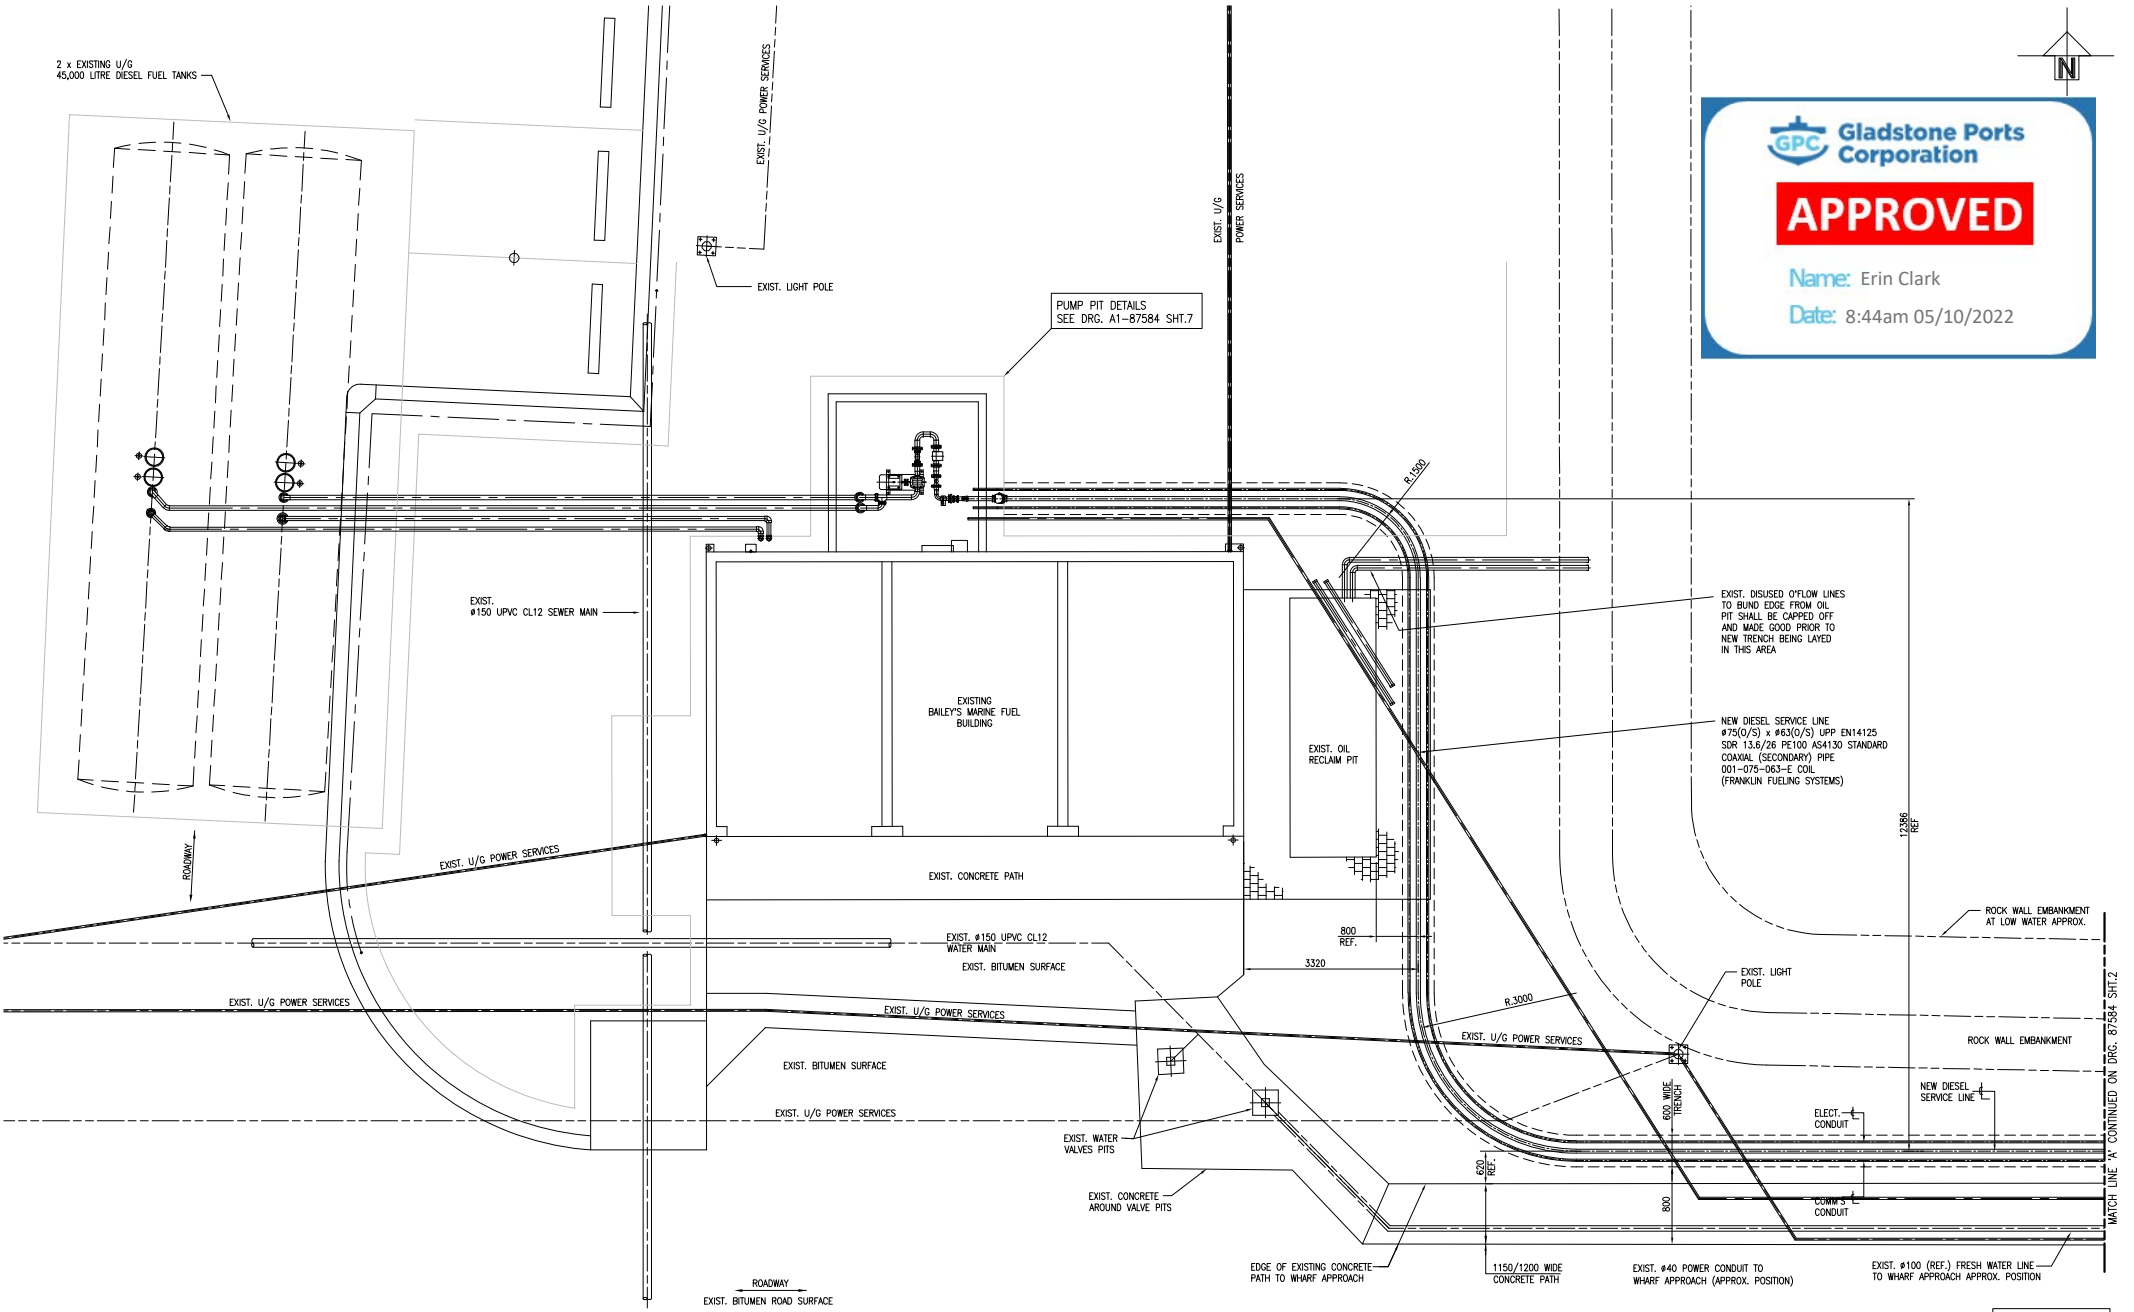 2 x EXISTING U/G
45,000 LITRE DIESEL FUEL TANKS
EXIST. U/G POWER SERVICES
EXIST. LIGHT POLE
EXIST. U/G
POWER SERVICES
N
GPC
Gladstone Ports
Corporation
APPROVED
Name: Erin Clark
Date: 8:44am 05/10/2022
PUMP PIT DETAILS
SEE DRG. A1-87584 SHT.7
R.1500
EXIST.
ø150 UPVC CL12 SEWER MAIN
EXISTING
BAILEY'S MARINE FUEL
BUILDING
EXIST. OIL
RECLAIM PIT
EXIST. DISUSED O'FLOW LINES
TO BUND EDGE FROM OIL
PIT SHALL BE CAPPED OFF
AND MADE GOOD PRIOR TO
NEW TRENCH BEING LAYED
IN THIS AREA
NEW DIESEL SERVICE LINE
ø75(O/S) x ø63(O/S) UPP EN14125
SDR 13.6/26 PE100 AS4130 STANDARD
COAXIAL (SECONDARY) PIPE
001-075-063-E COIL
(FRANKLIN FUELING SYSTEMS)
12386
REF
ROADWAY
EXIST. U/G POWER SERVICES
EXIST. CONCRETE PATH
EXIST. ø150 UPVC CL12
WATER MAIN
EXIST. BITUMEN SURFACE
800
REF.
3320
ROCK WALL EMBANKMENT
AT LOW WATER APPROX.
EXIST. LIGHT
POLE
R.3000
EXIST. U/G POWER SERVICES
EXIST. U/G POWER SERVICES
EXIST. U/G POWER SERVICES
ROCK WALL EMBANKMENT
EXIST. BITUMEN SURFACE
EXIST. U/G POWER SERVICES
600 WIDE
TRENCH
NEW DIESEL
SERVICE LINE
ELECT.
CONDUIT
EXIST. WATER
VALVES PITS
620
REF.
800
COMM'S
CONDUIT
EXIST. CONCRETE
AROUND VALVE PITS
MATCH LINE 'A' CONTINUED ON DRG. 87584 SHT.2
EDGE OF EXISTING CONCRETE
PATH TO WHARF APPROACH
1150/1200 WIDE
CONCRETE PATH
EXIST. ø40 POWER CONDUIT TO
WHARF APPROACH (APPROX. POSITION)
EXIST. ø100 (REF.) FRESH WATER LINE
TO WHARF APPROACH APPROX. POSITION
ROADWAY
EXIST. BITUMEN ROAD SURFACE